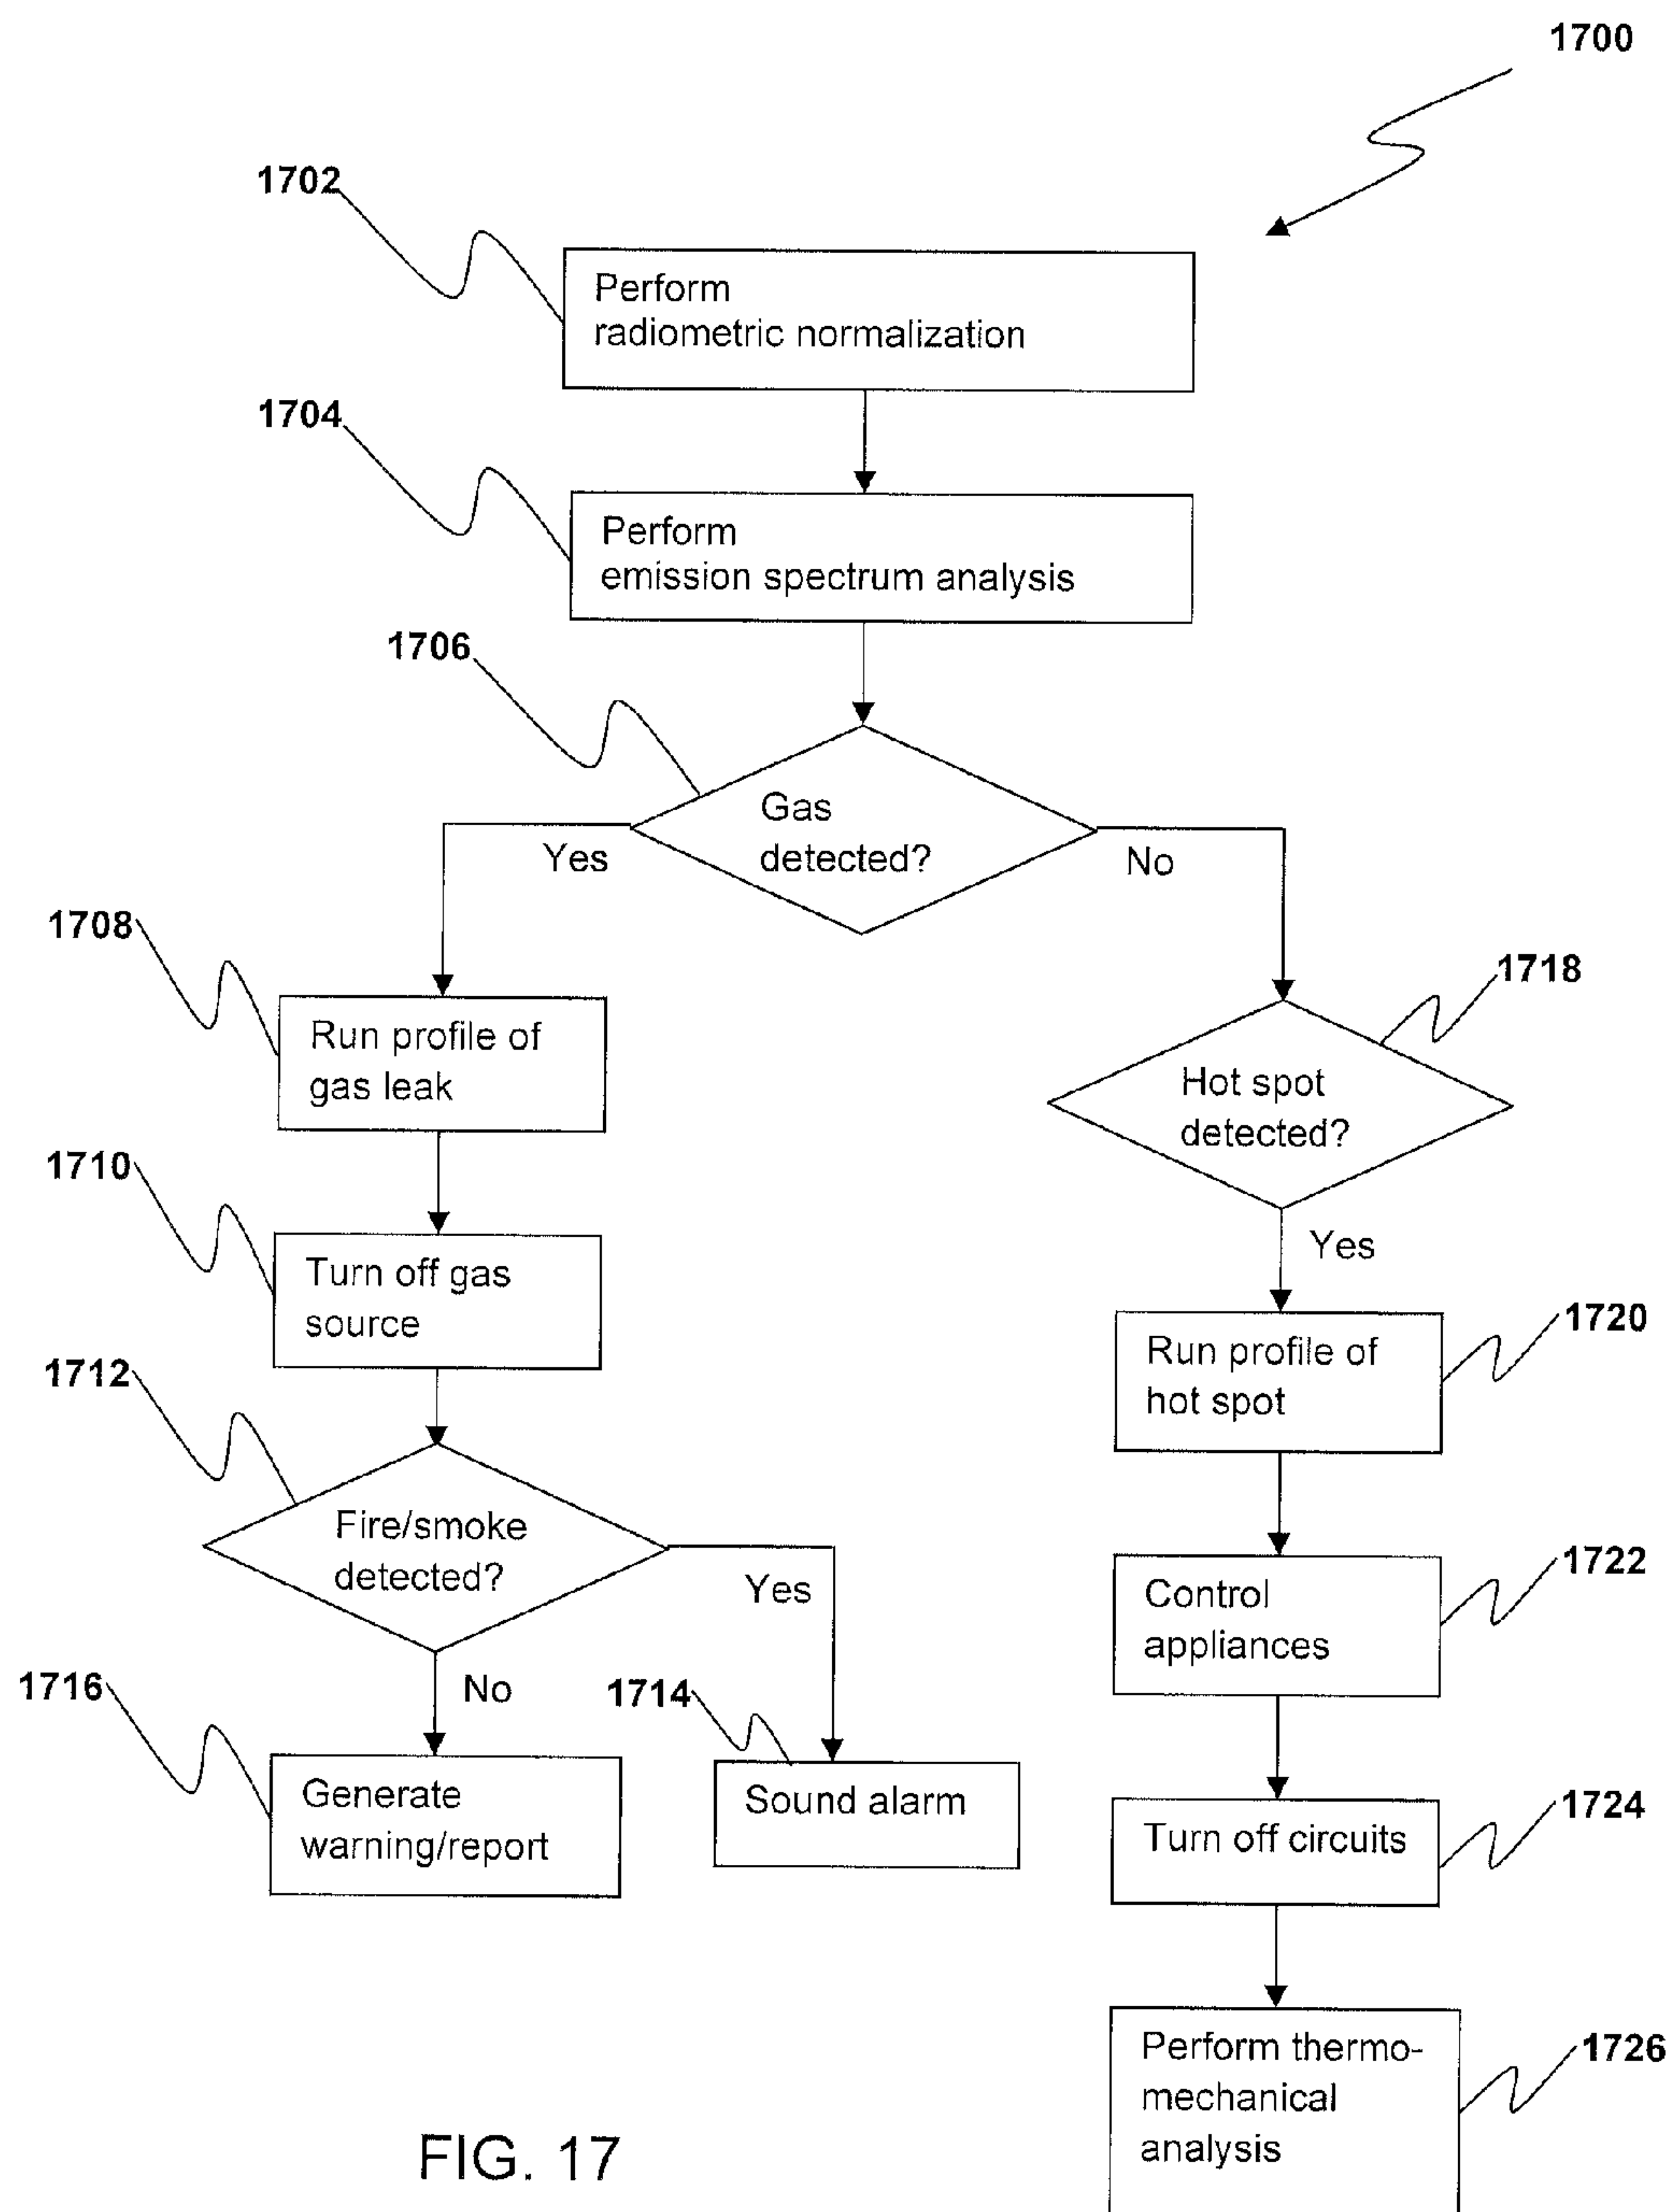 1700
1702
Perform
radiometric normalization
1704
Perform
emission spectrum analysis
1706
Gas
detected?
Yes
No
1708
Run profile of
gas leak
1718
Hot spot
detected?
1710
Turn off gas
source
Yes
1720
Run profile of
hot spot
1712
Fire/smoke
detected?
Yes
1722
Control
appliances
No
1716
Generate
warning/report
1714
Sound alarm
1724
Turn off circuits
1726
Perform thermo-
mechanical
analysis
FIG. 17